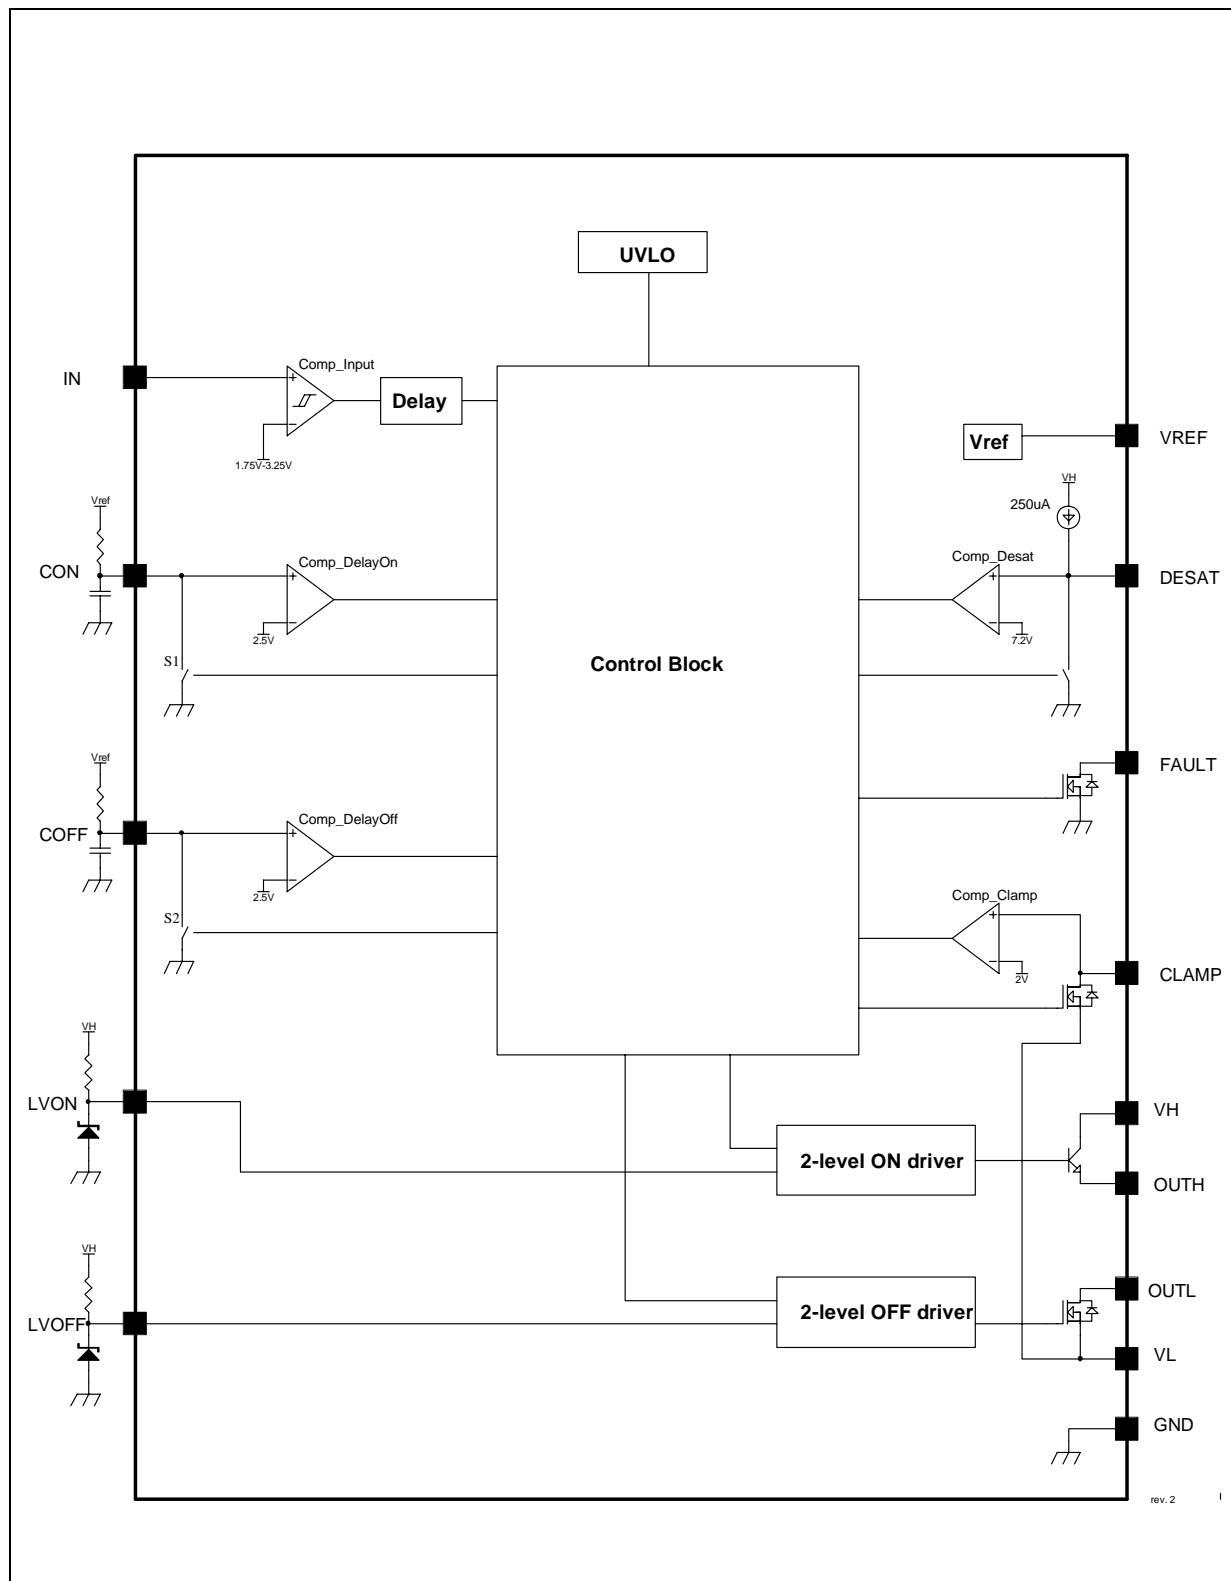 UVLO
Comp_Input
IN
Delay
1.75V-3.25V
Vref
VREF
VH
250uA
Vref
CON
Comp_DelayOn
2.5V
S1
Comp_Desat
DESAT
7.2V
Control Block
Vref
COFF
Comp_DelayOff
2.5V
S2
FAULT
Comp_Clamp
2V
CLAMP
VH
LVON
2-level ON driver
VH
OUTH
VH
LVOFF
2-level OFF driver
OUTL
VL
GND
rev. 2